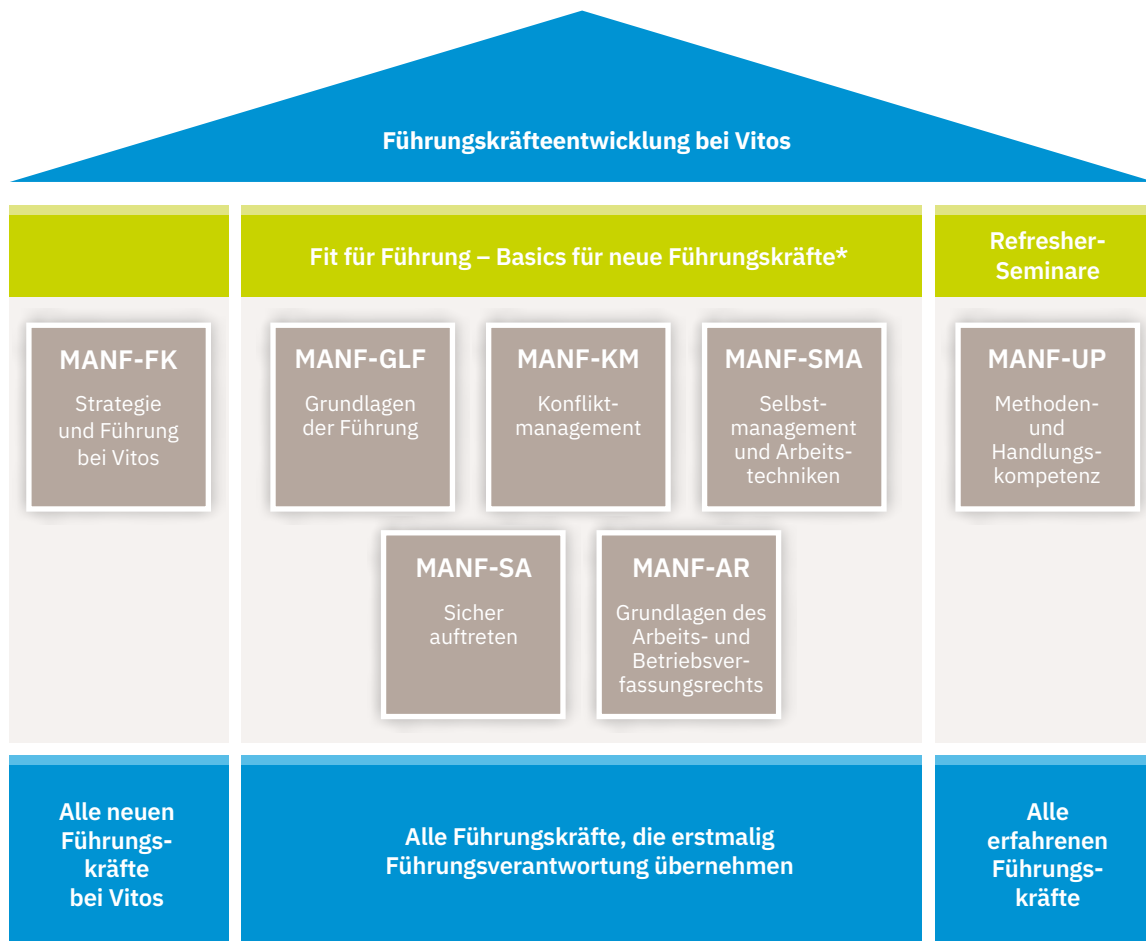 Führungskräfteentwicklung bei Vitos
Fit für Führung – Basics für neue Führungskräfte*
Refresher-
Seminare
MANF-FK
Strategie
und Führung
bei Vitos
MANF-GLF
Grundlagen
der Führung
MANF-KM
Konflikt-
management
MANF-SMA
Selbst-
management
und Arbeits-
techniken
MANF-UP
Methoden-
und
Handlungs-
kompetenz
MANF-SA
Sicher
auftreten
MANF-AR
Grundlagen des
Arbeits- und
Betriebsver-
fassungsrechts
Alle neuen
Führungs-
kräfte
bei Vitos
Alle Führungskräfte, die erstmalig
Führungsverantwortung übernehmen
Alle
erfahrenen
Führungs-
kräfte